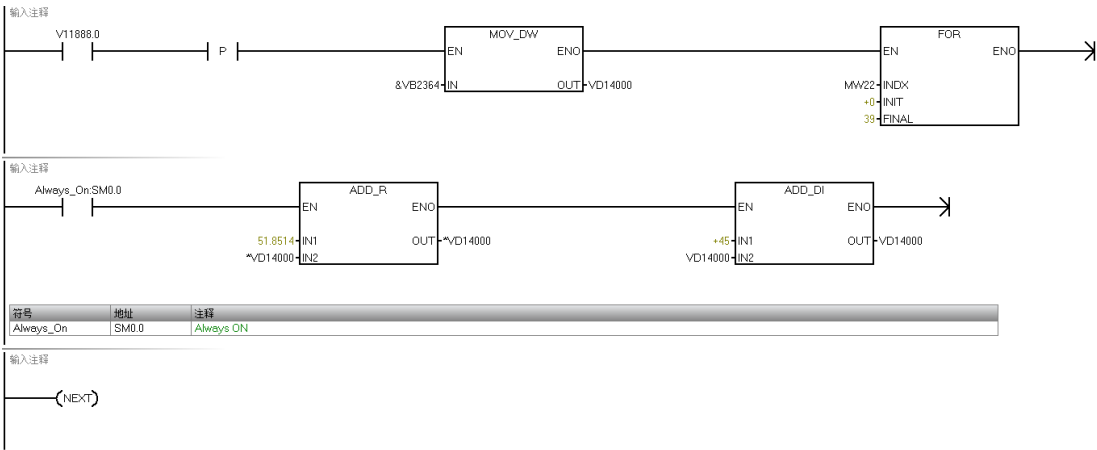 输入注释
V11888.0
P
MOV_DW
EN ENO
&VB2364 IN OUT VD14000
FOR
EN ENO
MW22 INDX
+0 INIT
39 FINAL
输入注释
Always_On:SM0.0
ADD_R
EN ENO
51.8514 IN1 OUT *VD14000
*VD14000 IN2
ADD_DI
EN ENO
+45 IN1 OUT VD14000
VD14000 IN2
符号 地址 注释
Always_On SM0.0 Always ON
输入注释
NEXT